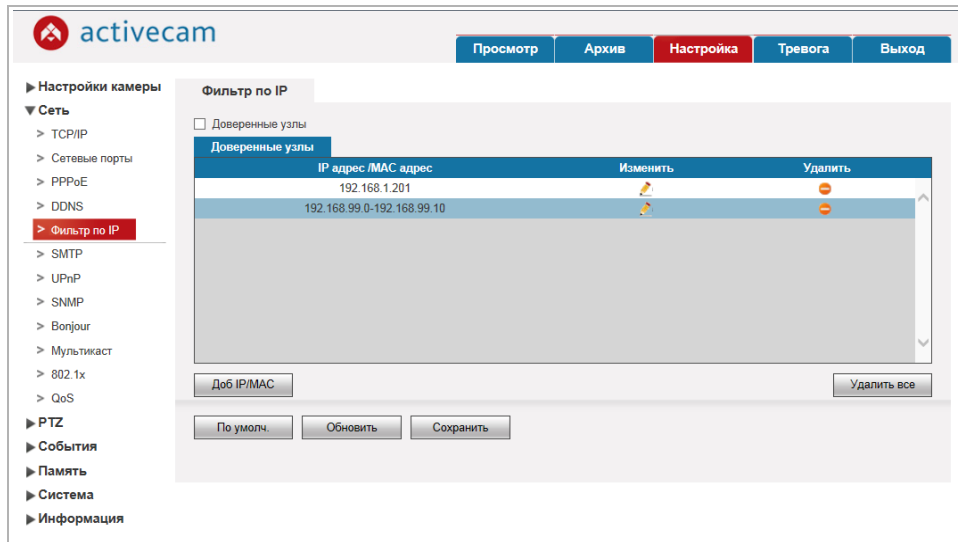 activecam
Просмотр Архив Настройка Тревога Выход
Настройки камеры
Сеть
> TCP/IP
> Сетевые порты
> PPPoE
> DDNS
> Фильтр по IP
> SMTP
> UPnP
> SNMP
> Bonjour
> Мультикаст
> 802.1x
> QoS
PTZ
События
Память
Система
Информация
Фильтр по IP
Доверенные узлы
Доверенные узлы
IP адрес /MAC адрес Изменить Удалить
192.168.1.201
192.168.99.0-192.168.99.10
Доб IP/MAC Удалить все
По умолч. Обновить Сохранить